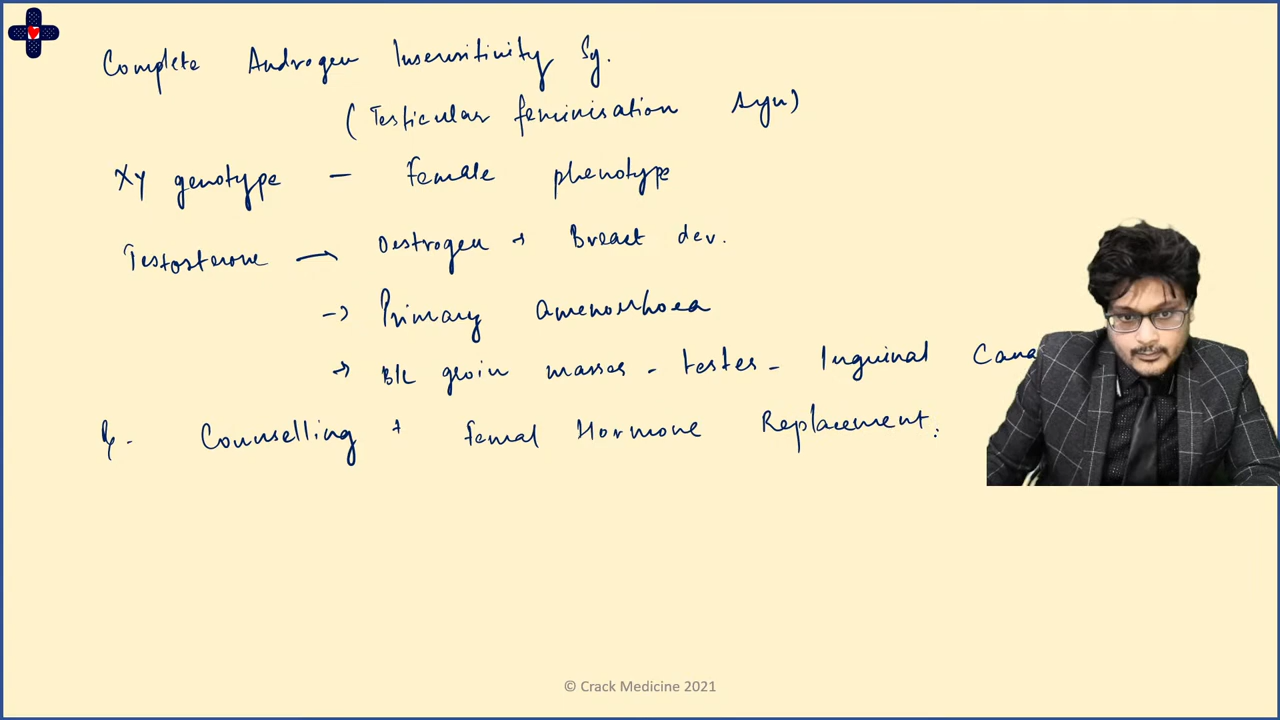 Complete Androgen Insensitivity Sy.
(Testicular feminisation syn)
XY genotype — female phenotype
Testosterone → Oestrogen → Breast dev.
→ Primary amenorrhoea
→ B/L groin masses - testes - Inguinal Cana
Rx - Counselling + femal Hormone Replacement.
© Crack Medicine 2021